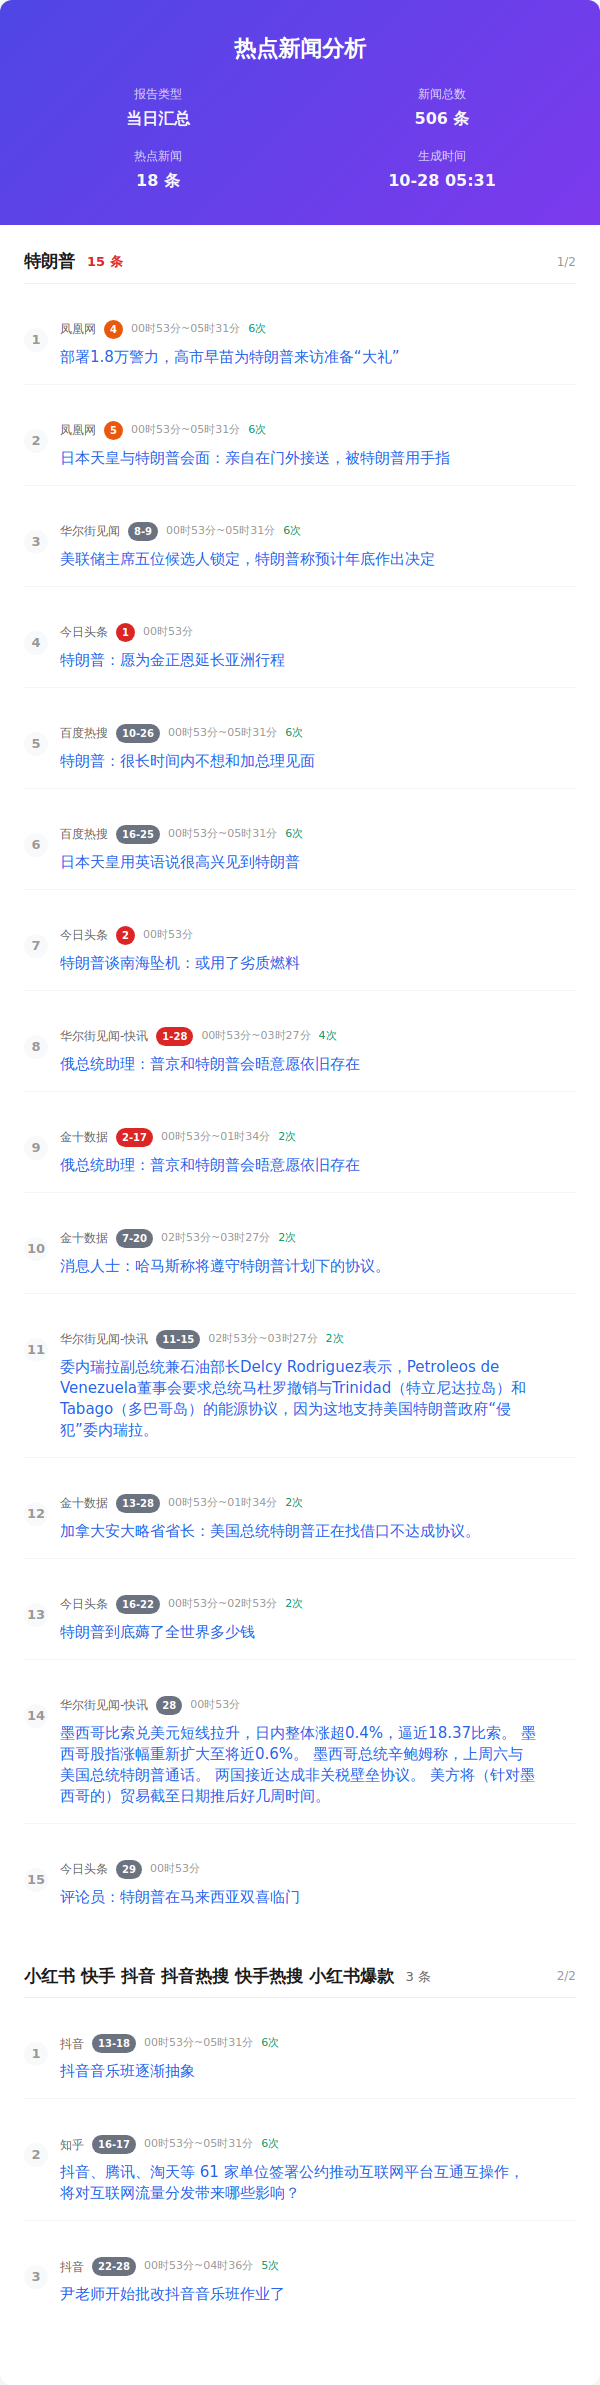 热点新闻分析
报告类型
当日汇总
新闻总数
506 条
热点新闻
18 条
生成时间
10-28 05:31
特朗普 15 条 1/2
1
凤凰网 4 00时53分~05时31分 6次
部署1.8万警力，高市早苗为特朗普来访准备“大礼”
2
凤凰网 5 00时53分~05时31分 6次
日本天皇与特朗普会面：亲自在门外接送，被特朗普用手指
3
华尔街见闻 8-9 00时53分~05时31分 6次
美联储主席五位候选人锁定，特朗普称预计年底作出决定
4
今日头条 1 00时53分
特朗普：愿为金正恩延长亚洲行程
5
百度热搜 10-26 00时53分~05时31分 6次
特朗普：很长时间内不想和加总理见面
6
百度热搜 16-25 00时53分~05时31分 6次
日本天皇用英语说很高兴见到特朗普
7
今日头条 2 00时53分
特朗普谈南海坠机：或用了劣质燃料
8
华尔街见闻-快讯 1-28 00时53分~03时27分 4次
俄总统助理：普京和特朗普会晤意愿依旧存在
9
金十数据 2-17 00时53分~01时34分 2次
俄总统助理：普京和特朗普会晤意愿依旧存在
10
金十数据 7-20 02时53分~03时27分 2次
消息人士：哈马斯称将遵守特朗普计划下的协议。
11
华尔街见闻-快讯 11-15 02时53分~03时27分 2次
委内瑞拉副总统兼石油部长Delcy Rodriguez表示，Petroleos de
Venezuela董事会要求总统马杜罗撤销与Trinidad（特立尼达拉岛）和
Tabago（多巴哥岛）的能源协议，因为这地支持美国特朗普政府“侵
犯”委内瑞拉。
12
金十数据 13-28 00时53分~01时34分 2次
加拿大安大略省省长：美国总统特朗普正在找借口不达成协议。
13
今日头条 16-22 00时53分~02时53分 2次
特朗普到底薅了全世界多少钱
14
华尔街见闻-快讯 28 00时53分
墨西哥比索兑美元短线拉升，日内整体涨超0.4%，逼近18.37比索。 墨
西哥股指涨幅重新扩大至将近0.6%。 墨西哥总统辛鲍姆称，上周六与
美国总统特朗普通话。 两国接近达成非关税壁垒协议。 美方将（针对墨
西哥的）贸易截至日期推后好几周时间。
15
今日头条 29 00时53分
评论员：特朗普在马来西亚双喜临门
小红书 快手 抖音 抖音热搜 快手热搜 小红书爆款 3 条 2/2
1
抖音 13-18 00时53分~05时31分 6次
抖音音乐班逐渐抽象
2
知乎 16-17 00时53分~05时31分 6次
抖音、腾讯、淘天等 61 家单位签署公约推动互联网平台互通互操作，
将对互联网流量分发带来哪些影响？
3
抖音 22-28 00时53分~04时36分 5次
尹老师开始批改抖音音乐班作业了